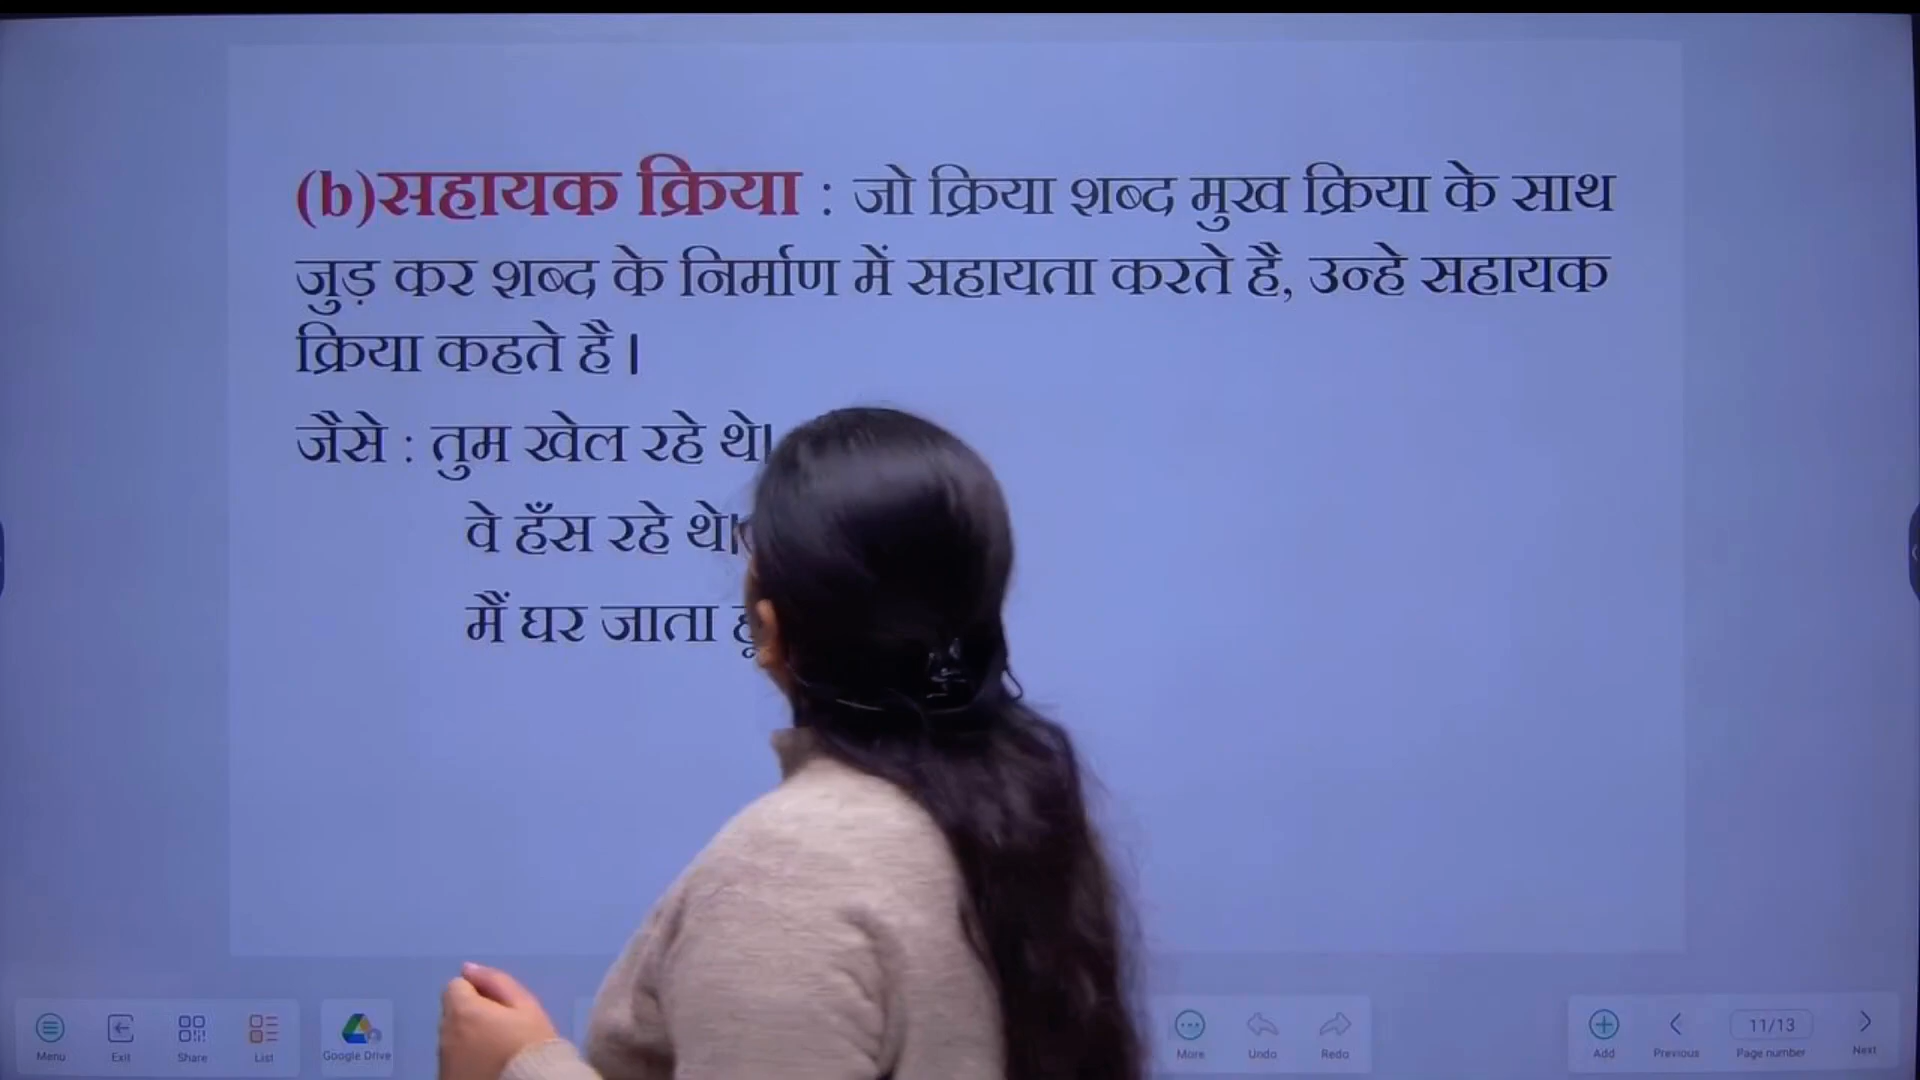 (b)सहायक क्रिया : जो क्रिया शब्द मुख क्रिया के साथ
जुड़ कर शब्द के निर्माण में सहायता करते है, उन्हे सहायक
क्रिया कहते है।
जैसे : तुम खेल रहे थे।
वे हँस रहे थे।
मैं घर जाता
Menu Exit Share List Google Drive More Undo Redo Add Previous 11/13 Page number Next